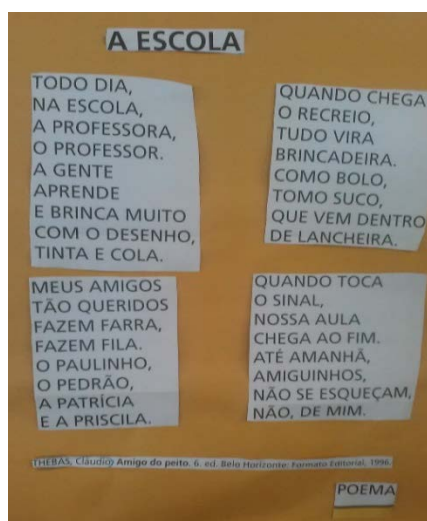 A ESCOLA
TODO DIA,
NA ESCOLA,
A PROFESSORA,
O PROFESSOR.
A GENTE
APRENDE
E BRINCA MUITO
COM O DESENHO,
TINTA E COLA.
MEUS AMIGOS
TÃO QUERIDOS
FAZEM FARRA,
FAZEM FILA.
O PAULINHO,
O PEDRÃO,
A PATRÍCIA
E A PRISCILA.
QUANDO CHEGA
O RECREIO,
TUDO VIRA
BRINCADEIRA.
COMO BOLO,
TOMO SUCO,
QUE VEM DENTRO
DE LANCHEIRA.
QUANDO TOCA
O SINAL,
NOSSA AULA
CHEGA AO FIM.
ATÉ AMANHÃ,
AMIGUINHOS,
NÃO SE ESQUEÇAM,
NÃO, DE MIM.
THEBAS, Cláudio. Amigo do peito. 6. ed. Belo Horizonte: Formato Editorial, 1996.
POEMA